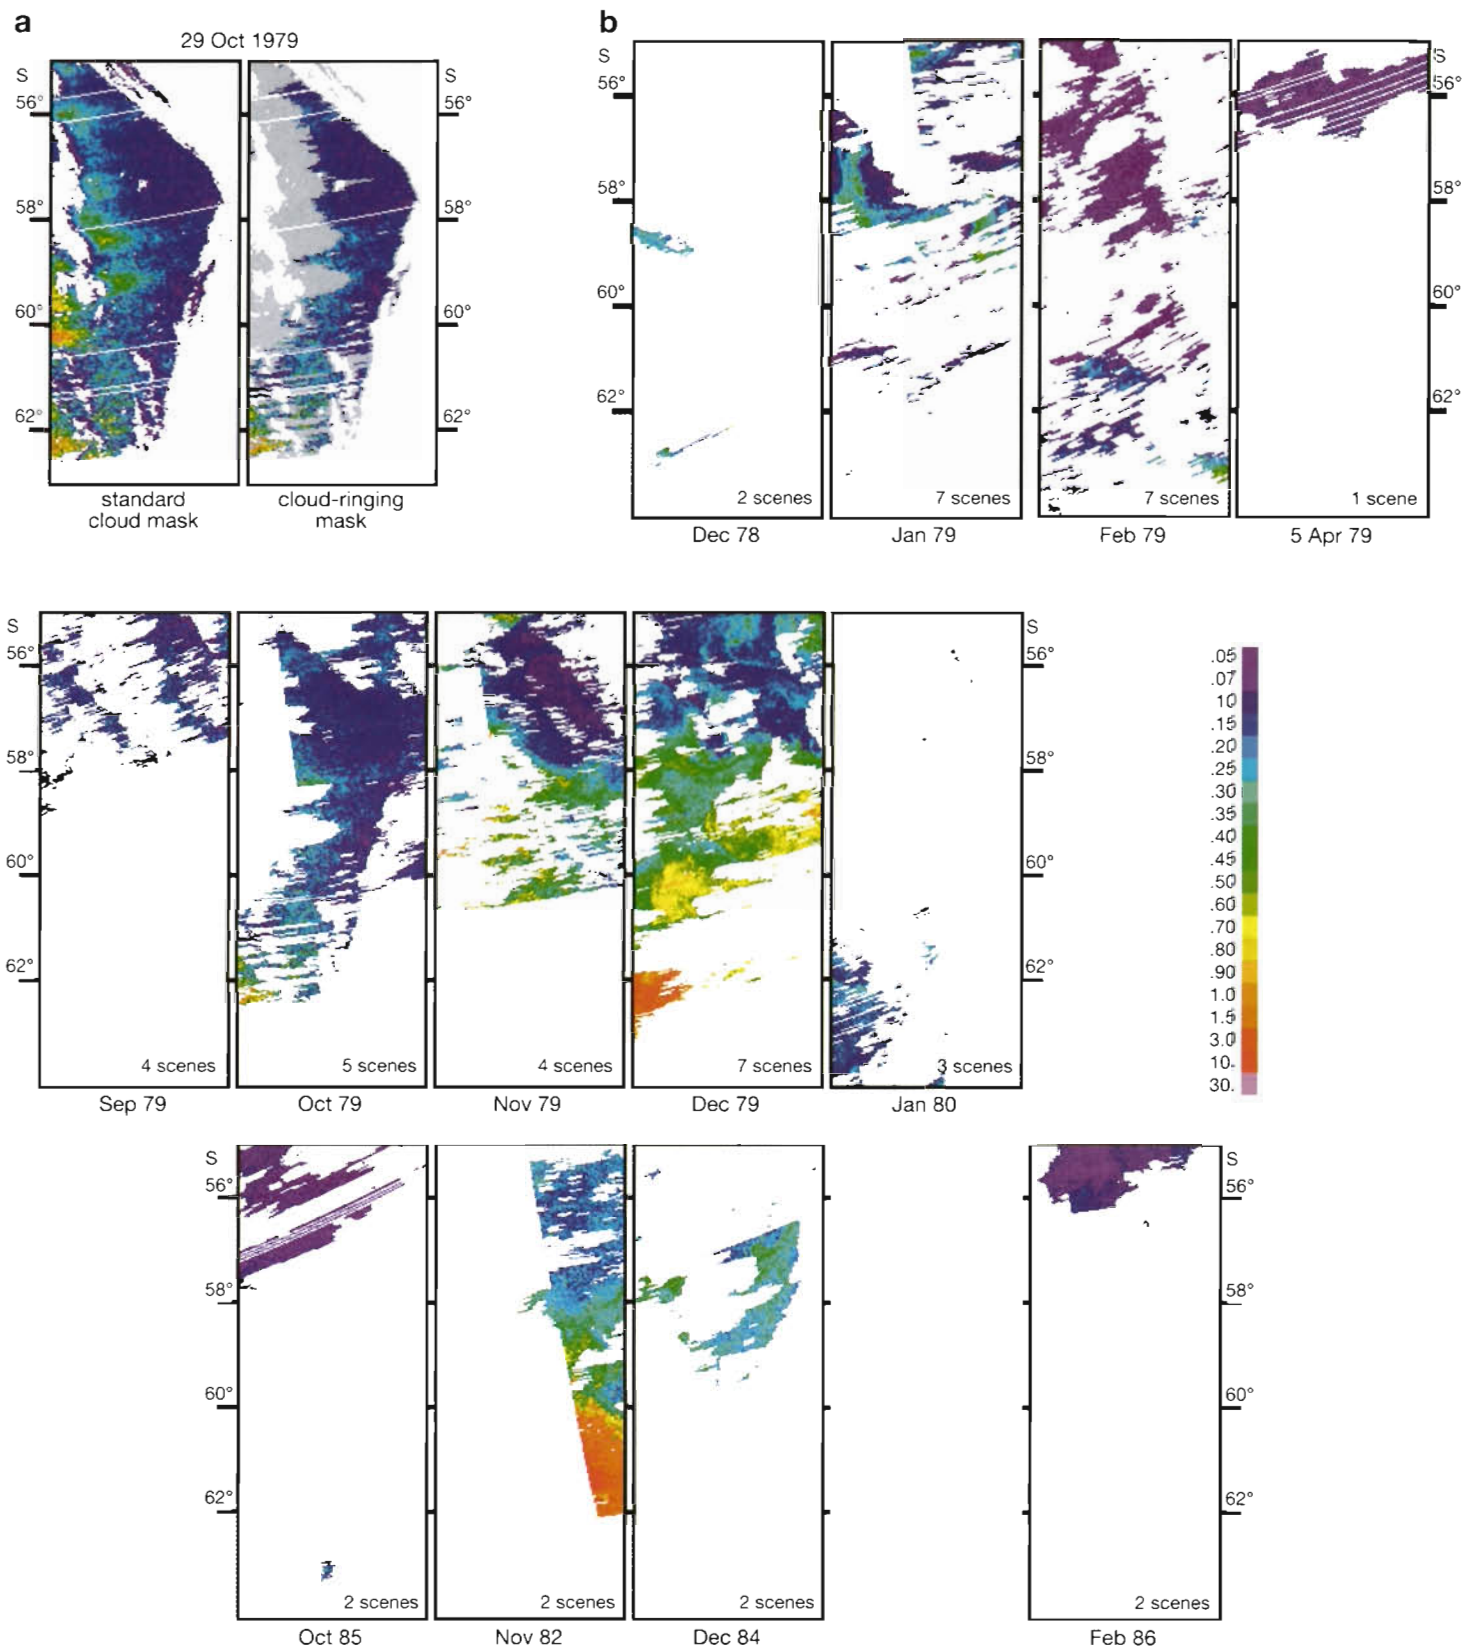 a
29 Oct 1979
S
S
56°
56°
58°
58°
60°
60°
62°
62°
standard
cloud mask
cloud-ringing
mask
b
S
S
56°
56°
58°
58°
60°
60°
62°
62°
2 scenes
7 scenes
7 scenes
1 scene
Dec 78
Jan 79
Feb 79
5 Apr 79
S
S
56°
56°
58°
58°
60°
60°
62°
62°
4 scenes
5 scenes
4 scenes
7 scenes
3 scenes
Sep 79
Oct 79
Nov 79
Dec 79
Jan 80
.05
.07
.10
.15
.20
.25
.30
.35
.40
.45
.50
.60
.70
.80
.90
1.0
1.5
3.0
10.
30.
S
S
56°
56°
58°
58°
60°
60°
62°
62°
2 scenes
2 scenes
2 scenes
2 scenes
Oct 85
Nov 82
Dec 84
Feb 86